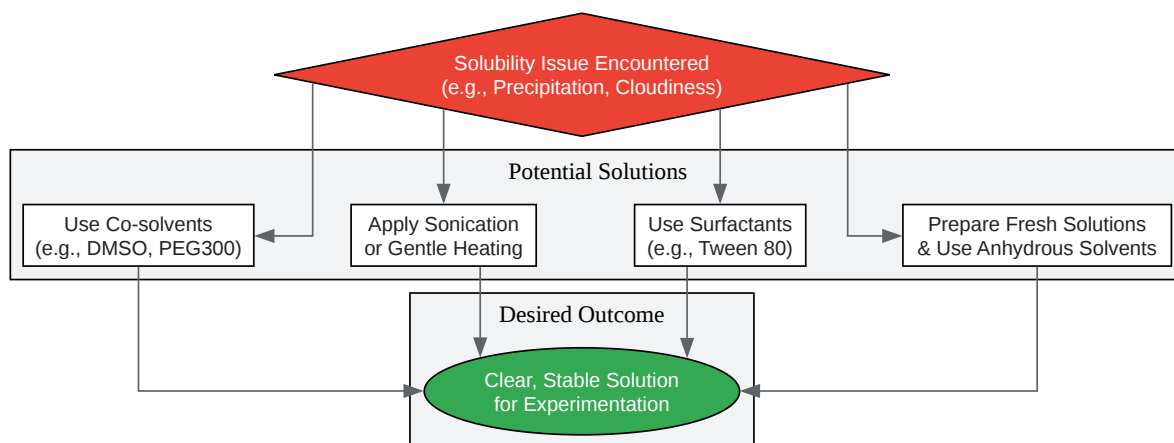 Solubility Issue Encountered
(e.g., Precipitation, Cloudiness)
Potential Solutions
Use Co-solvents
(e.g., DMSO, PEG300)
Apply Sonication
or Gentle Heating
Use Surfactants
(e.g., Tween 80)
Prepare Fresh Solutions
& Use Anhydrous Solvents
Desired Outcome
Clear, Stable Solution
for Experimentation